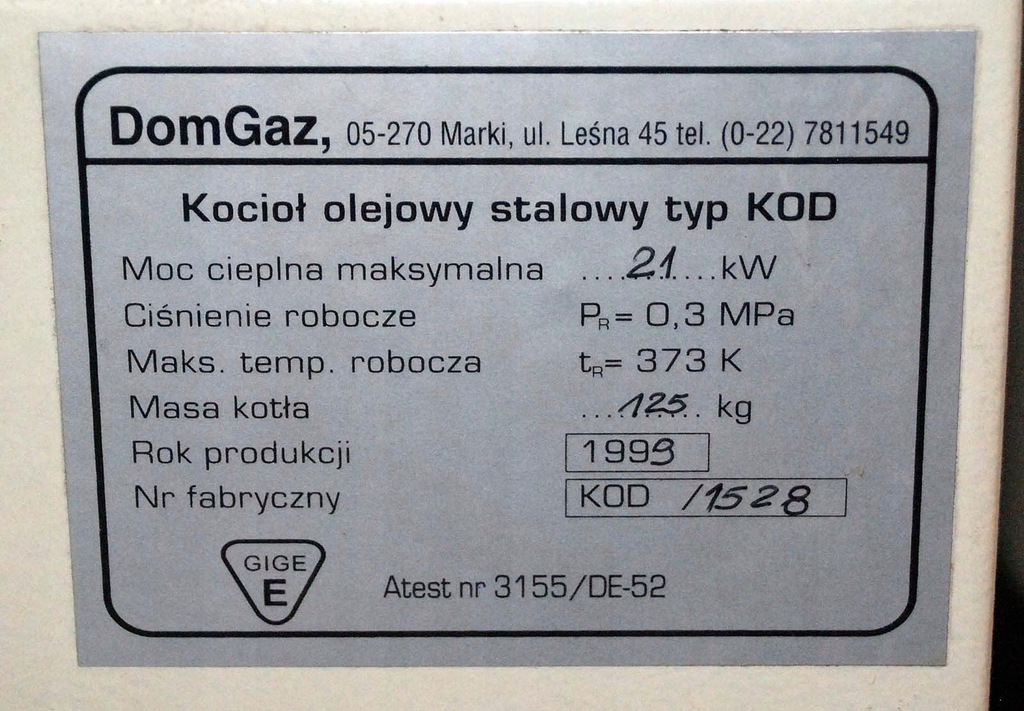 DomGaz, 05-270 Marki, ul. Leśna 45 tel. (0-22) 7811549
Kocioł olejowy stalowy typ KOD
Moc cieplna maksymalna ....21....kW
Ciśnienie robocze PR= 0,3 MPa
Maks. temp. robocza tR= 373 K
Masa kotła ....125.. kg
Rok produkcji 1999
Nr fabryczny KOD /1528
GIGE
E
Atest nr 3155/DE-52